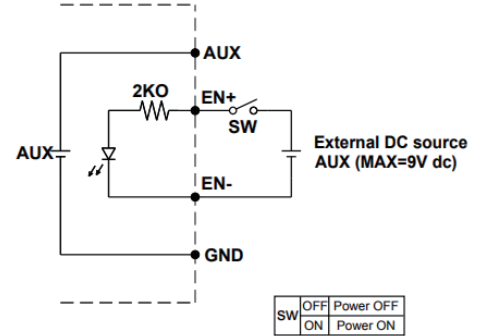 AUX
2KO
EN+
SW
AUX
External DC source
AUX (MAX=9V dc)
EN-
GND
SW OFF Power OFF
ON Power ON